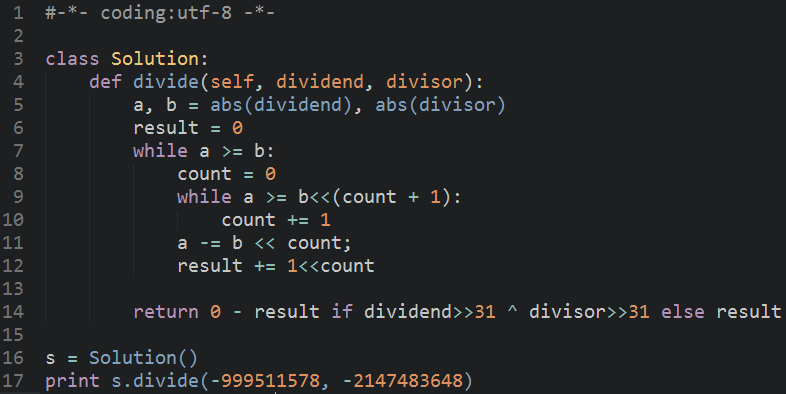 1 #-*- coding:utf-8 -*-
2
3 class Solution:
4     def divide(self, dividend, divisor):
5         a, b = abs(dividend), abs(divisor)
6         result = 0
7         while a >= b:
8             count = 0
9             while a >= b<<(count + 1):
10                 count += 1
11             a -= b << count;
12             result += 1<<count
13
14         return 0 - result if dividend>>31 ^ divisor>>31 else result
15
16 s = Solution()
17 print s.divide(-999511578, -2147483648)